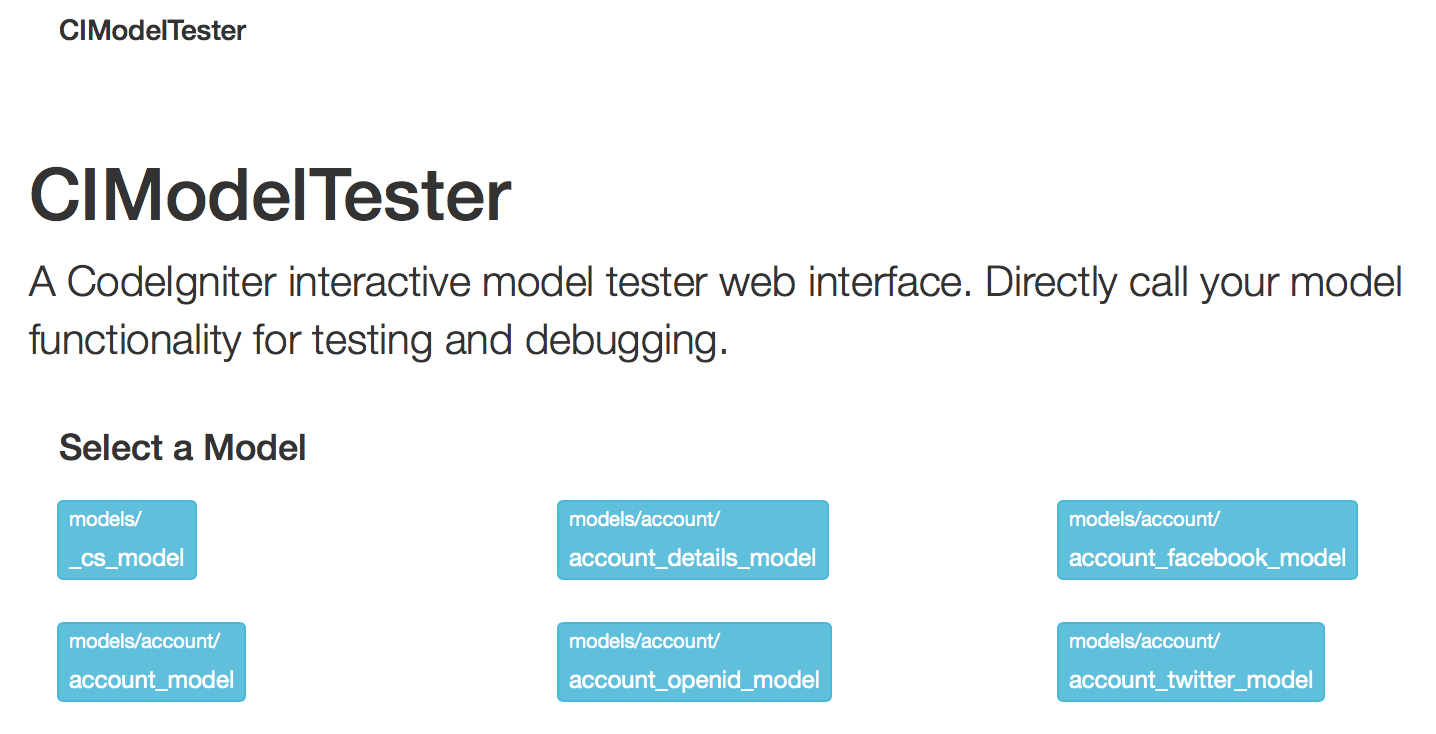 CIModelTester
CIModelTester
A CodeIgniter interactive model tester web interface. Directly call your model
functionality for testing and debugging.
Select a Model
models/
_cs_model
models/account/
account_details_model
models/account/
account_facebook_model
models/account/
account_model
models/account/
account_openid_model
models/account/
account_twitter_model